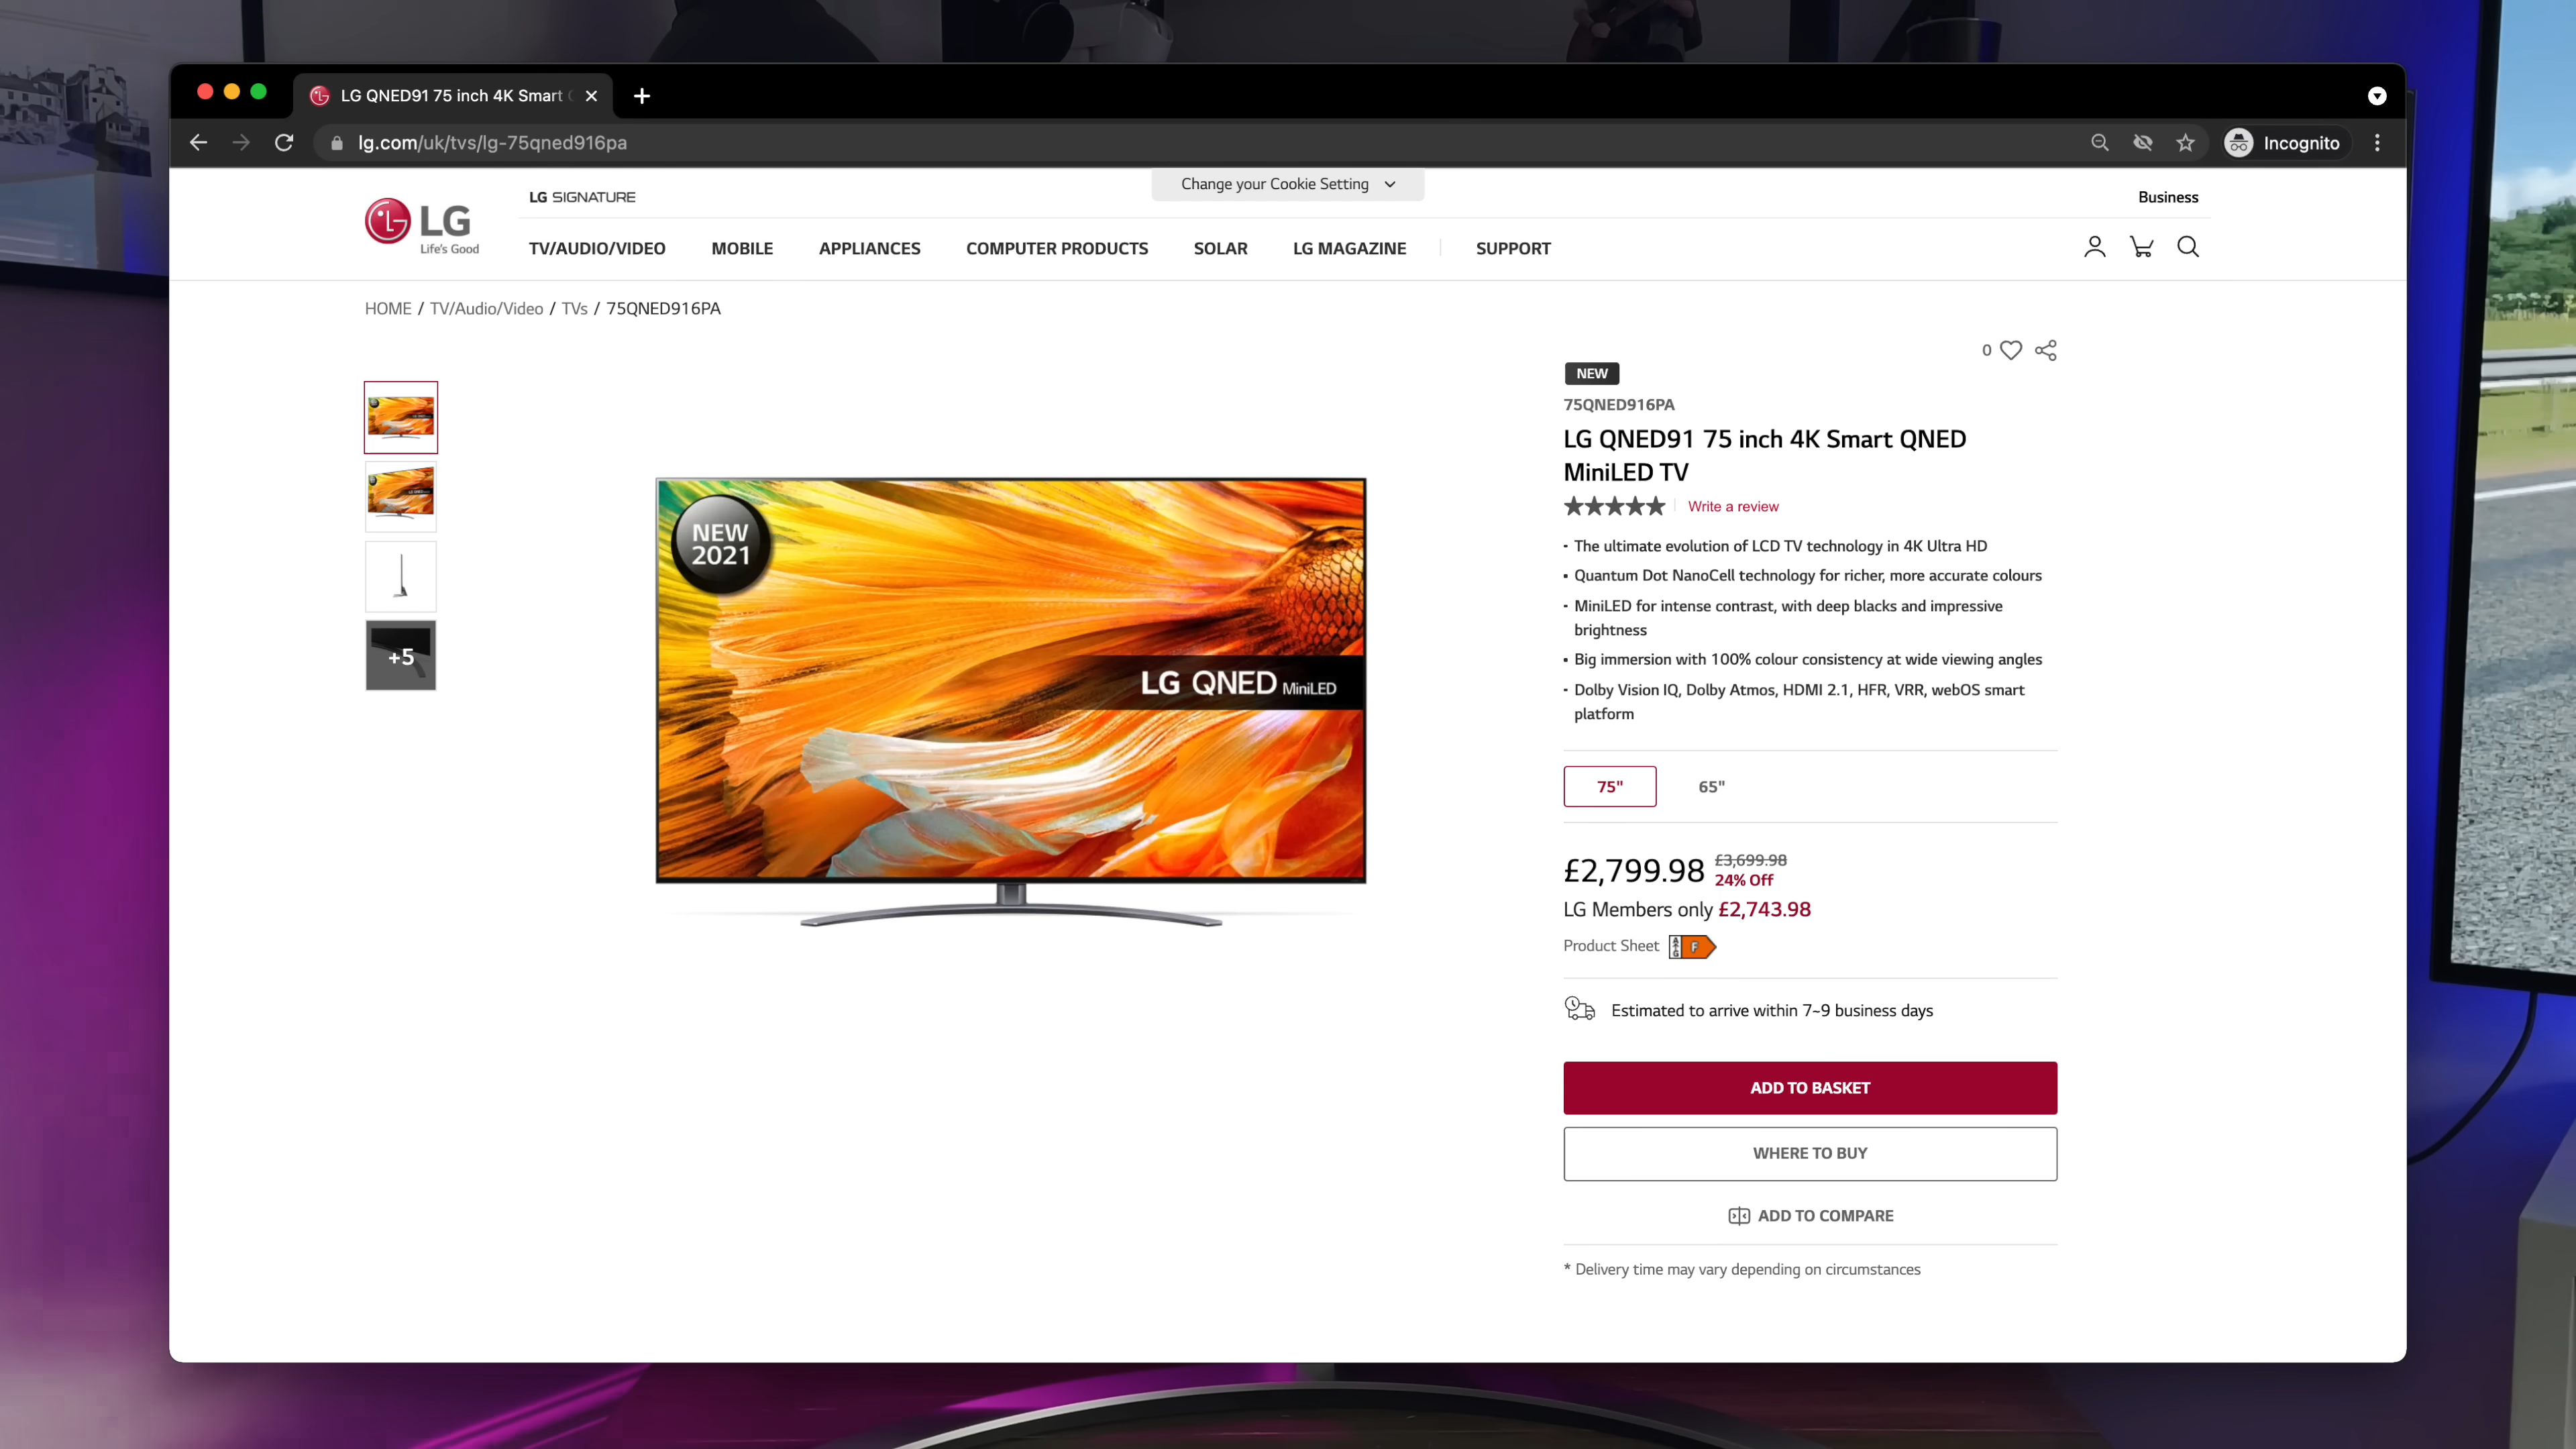 LG QNED91 75 inch 4K Smart
lg.com/uk/tvs/lg-75qned916pa
Incognito
Change your Cookie Setting
LG SIGNATURE
Business
LG
Life's Good
TV/AUDIO/VIDEO MOBILE APPLIANCES COMPUTER PRODUCTS SOLAR LG MAGAZINE SUPPORT
HOME / TV/Audio/Video / TVs / 75QNED916PA
0
+5
NEW
2021
LG QNED MiniLED
NEW
75QNED916PA
LG QNED91 75 inch 4K Smart QNED
MiniLED TV
Write a review
• The ultimate evolution of LCD TV technology in 4K Ultra HD
• Quantum Dot NanoCell technology for richer, more accurate colours
• MiniLED for intense contrast, with deep blacks and impressive
brightness
• Big immersion with 100% colour consistency at wide viewing angles
• Dolby Vision IQ, Dolby Atmos, HDMI 2.1, HFR, VRR, webOS smart
platform
75" 65"
£2,799.98 £3,699.98
24% Off
LG Members only £2,743.98
Product Sheet F
Estimated to arrive within 7~9 business days
ADD TO BASKET
WHERE TO BUY
ADD TO COMPARE
* Delivery time may vary depending on circumstances